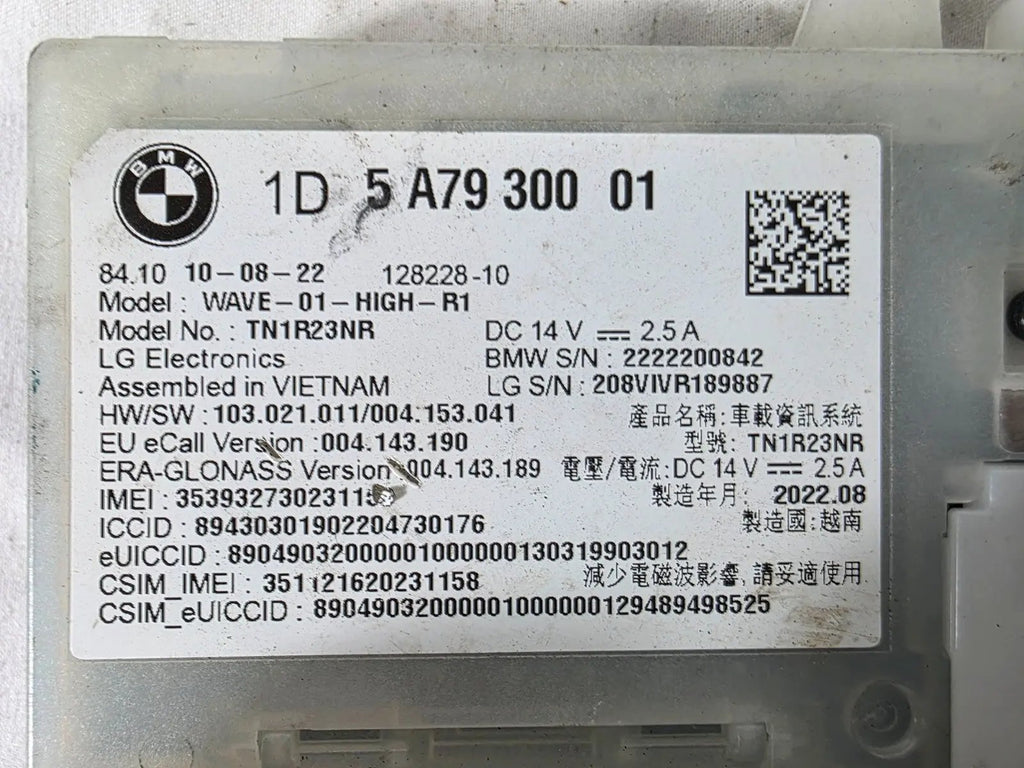 BMW
1D 5 A79 300 01
84.10 10-08-22 128228-10
Model : WAVE-01-HIGH-R1
Model No. : TN1R23NR DC 14 V ⎓ 2.5 A
LG Electronics BMW S/N : 2222200842
Assembled in VIETNAM LG S/N : 208VIVR189887
HW/SW : 103.021.011/004.153.041 產品名稱:車載資訊系統
EU eCall Version :004.143.190 型號: TN1R23NR
ERA-GLONASS Version :004.143.189 電壓/電流:DC 14 V ⎓ 2.5 A
IMEI : 製造年月: 2022.08
ICCID : 89430301902204730176 製造國:越南
eUICCID : 89049032000001000000130319903012
CSIM_IMEI : 351121620231158 減少電磁波影響,請妥適使用
CSIM_eUICCID : 89049032000001000000129489498525